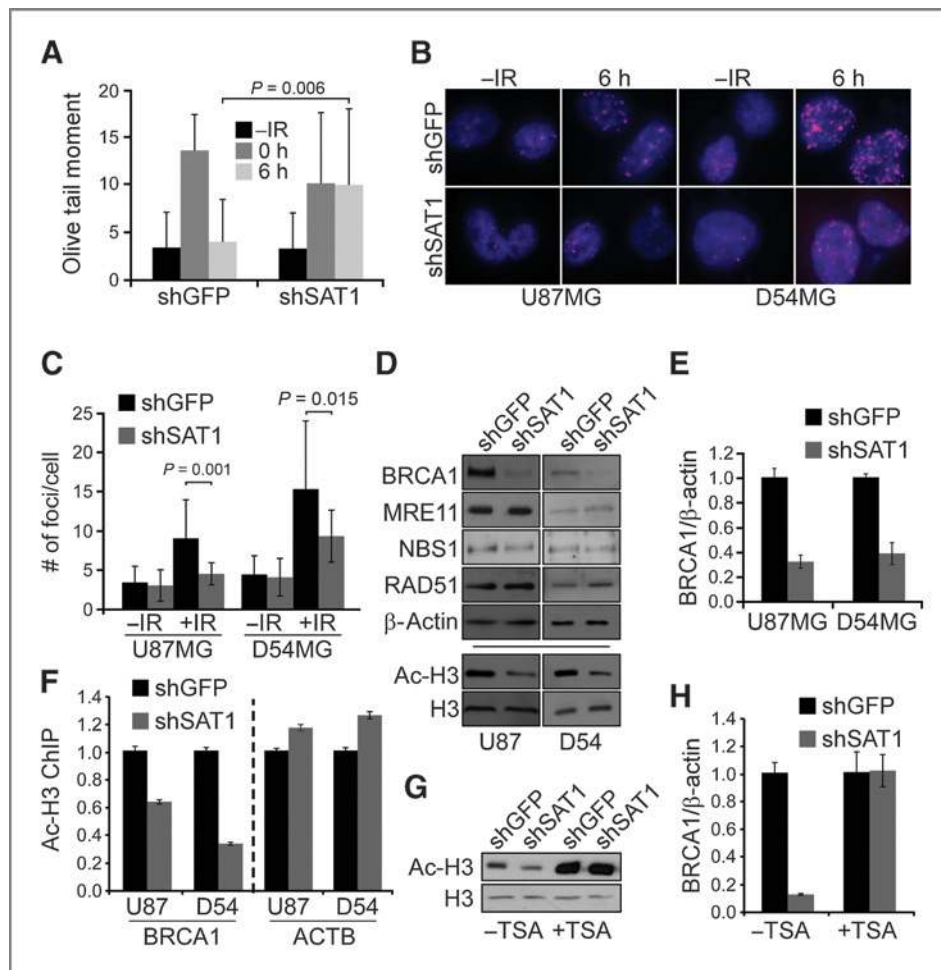 A
P = 0.006
–IR
0 h
6 h
Olive tail moment
20
15
10
5
0
shGFP shSAT1
B
–IR 6 h –IR 6 h
shGFP
shSAT1
U87MG D54MG
C
shGFP
shSAT1
P = 0.015
P = 0.001
# of foci/cell
25
20
15
10
5
0
–IR +IR –IR +IR
U87MG D54MG
D
shGFP shSAT1 shGFP shSAT1
BRCA1
MRE11
NBS1
RAD51
β-Actin
Ac-H3
H3
U87 D54
E
shGFP
shSAT1
BRCA1/β-actin
1.2
1.0
0.8
0.6
0.4
0.2
0
U87MG D54MG
F
shGFP
shSAT1
Ac-H3 ChIP
1.4
1.2
1.0
0.8
0.6
0.4
0.2
0.0
U87 D54 U87 D54
BRCA1 ACTB
G
shGFP shSAT1 shGFP shSAT1
Ac-H3
H3
–TSA +TSA
H
shGFP
shSAT1
BRCA1/β-actin
1.2
1.0
0.8
0.6
0.4
0.2
0
–TSA +TSA